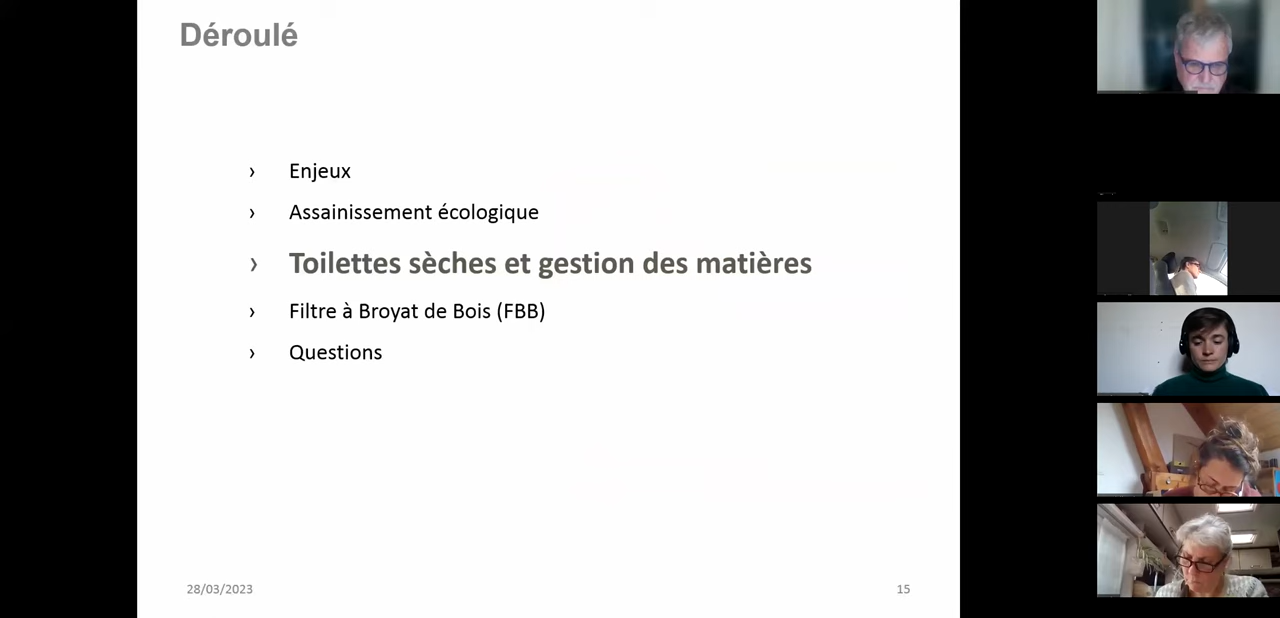 Déroulé
› Enjeux
› Assainissement écologique
› Toilettes sèches et gestion des matières
› Filtre à Broyat de Bois (FBB)
› Questions
28/03/2023
15